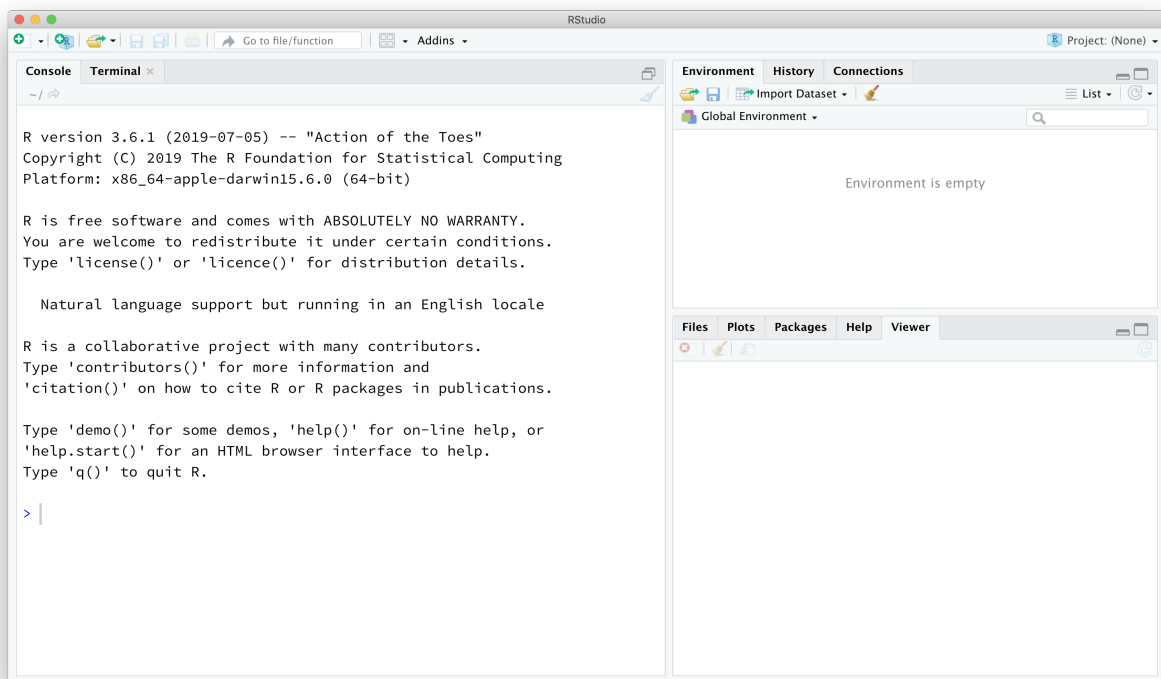 RStudio
Go to file/function
Addins
Project: (None)
Console Terminal
~/
R version 3.6.1 (2019-07-05) -- "Action of the Toes"
Copyright (C) 2019 The R Foundation for Statistical Computing
Platform: x86_64-apple-darwin15.6.0 (64-bit)
R is free software and comes with ABSOLUTELY NO WARRANTY.
You are welcome to redistribute it under certain conditions.
Type 'license()' or 'licence()' for distribution details.
Natural language support but running in an English locale
R is a collaborative project with many contributors.
Type 'contributors()' for more information and
'citation()' on how to cite R or R packages in publications.
Type 'demo()' for some demos, 'help()' for on-line help, or
'help.start()' for an HTML browser interface to help.
Type 'q()' to quit R.
>
Environment History Connections
Import Dataset
List
Global Environment
Environment is empty
Files Plots Packages Help Viewer